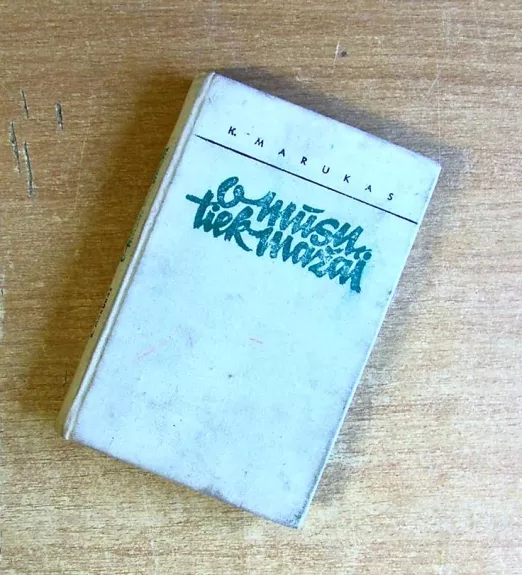 K. MARUKAS
o mūsų
tiek mažai